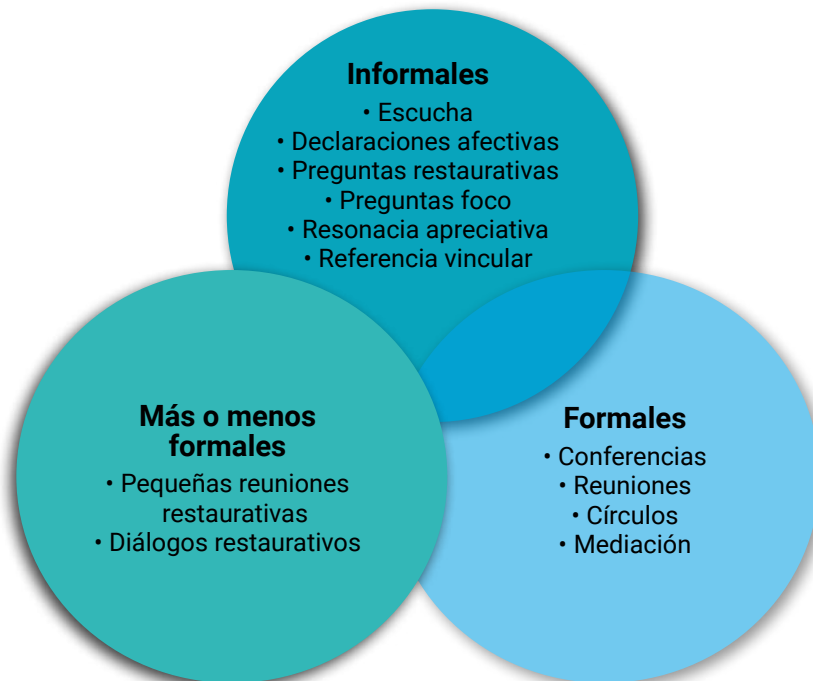 Informales
• Escucha
• Declaraciones afectivas
• Preguntas restaurativas
• Preguntas foco
• Resonacia apreciativa
• Referencia vincular
Más o menos
formales
• Pequeñas reuniones
restaurativas
• Diálogos restaurativos
Formales
• Conferencias
• Reuniones
• Círculos
• Mediación